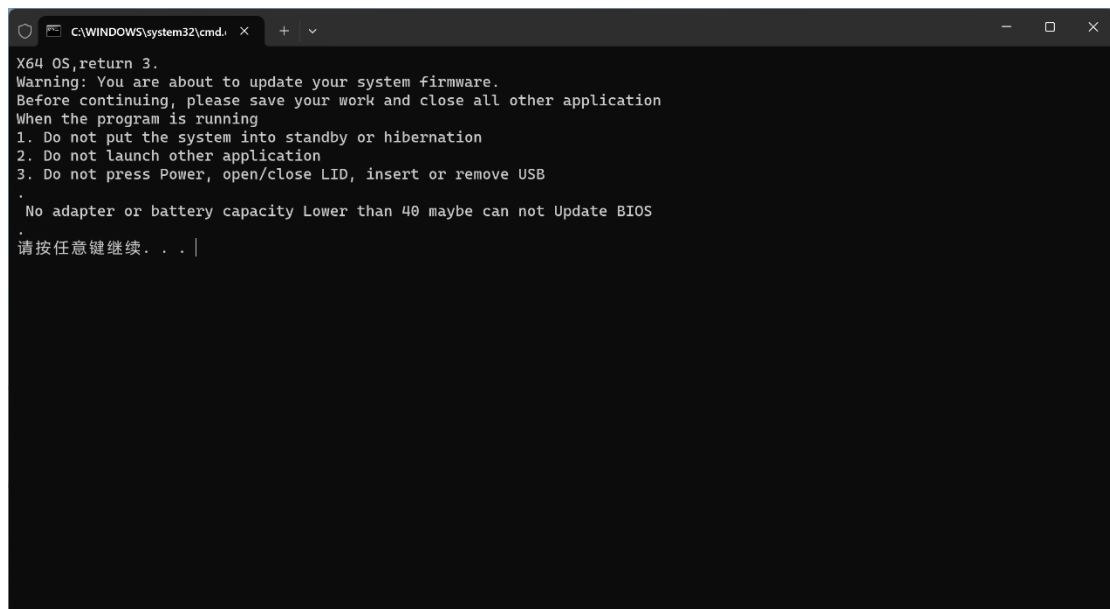 C:\WINDOWS\system32\cmd.
X64 OS,return 3.
Warning: You are about to update your system firmware.
Before continuing, please save your work and close all other application
When the program is running
1. Do not put the system into standby or hibernation
2. Do not launch other application
3. Do not press Power, open/close LID, insert or remove USB
.
No adapter or battery capacity Lower than 40 maybe can not Update BIOS
.
请按任意键继续. . .